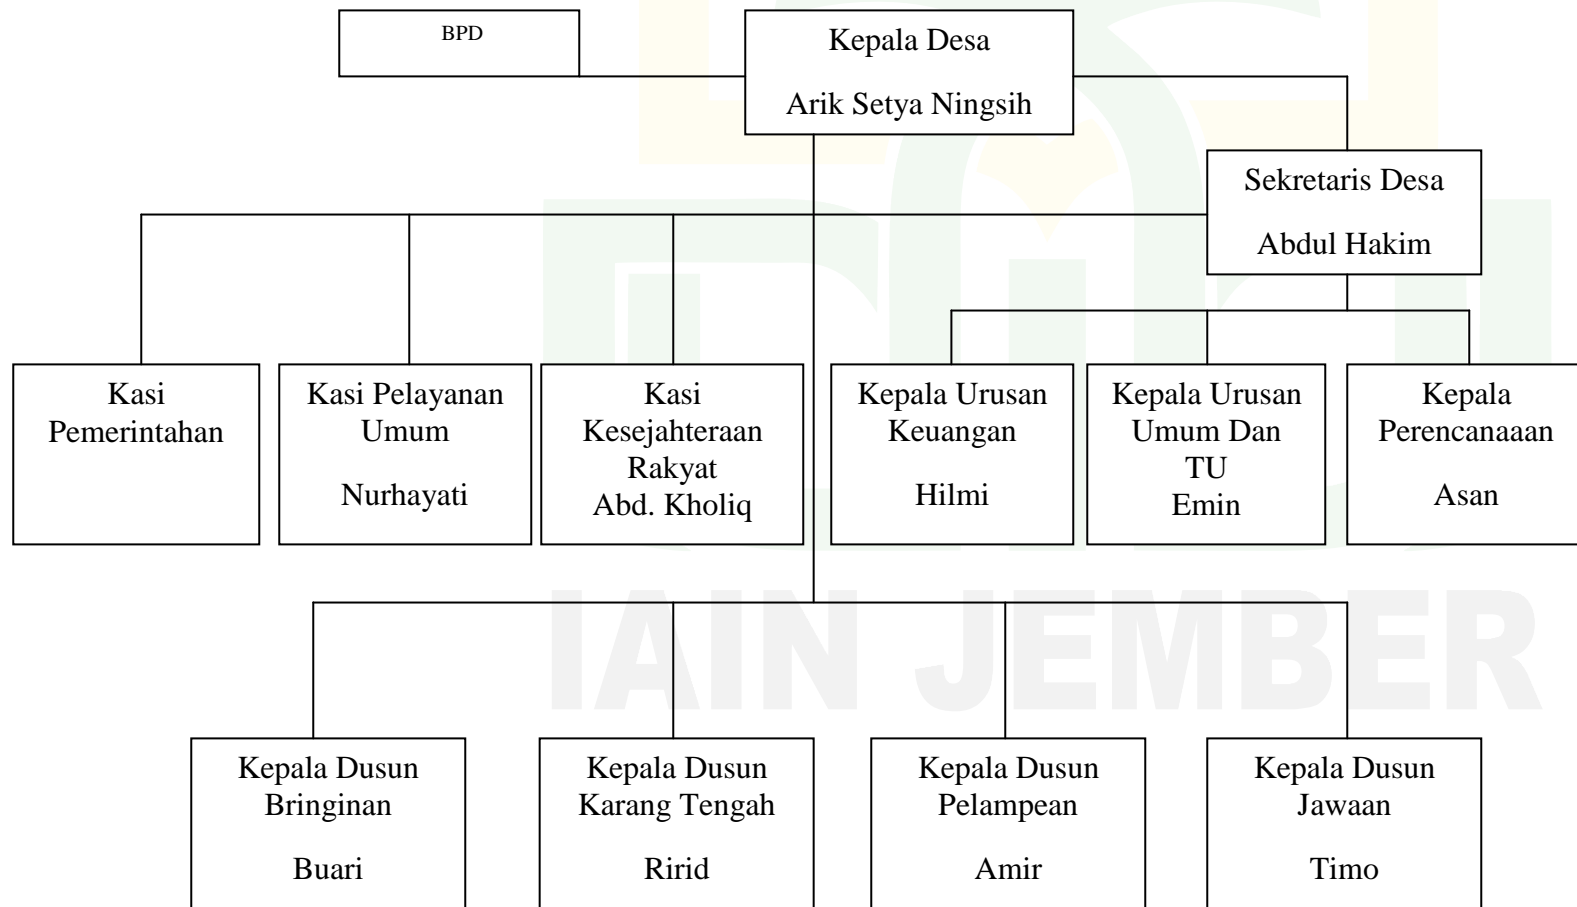 BPD
Kepala Desa
Arik Setya Ningsih
Sekretaris Desa
Abdul Hakim
Kasi
Pemerintahan
Kasi Pelayanan
Umum
Nurhayati
Kasi
Kesejahteraan
Rakyat
Abd. Kholiq
Kepala Urusan
Keuangan
Hilmi
Kepala Urusan
Umum Dan
TU
Emin
Kepala
Perencanaaan
Asan
IAIN JEMBER
Kepala Dusun
Bringinan
Buari
Kepala Dusun
Karang Tengah
Ririd
Kepala Dusun
Pelampean
Amir
Kepala Dusun
Jawaan
Timo